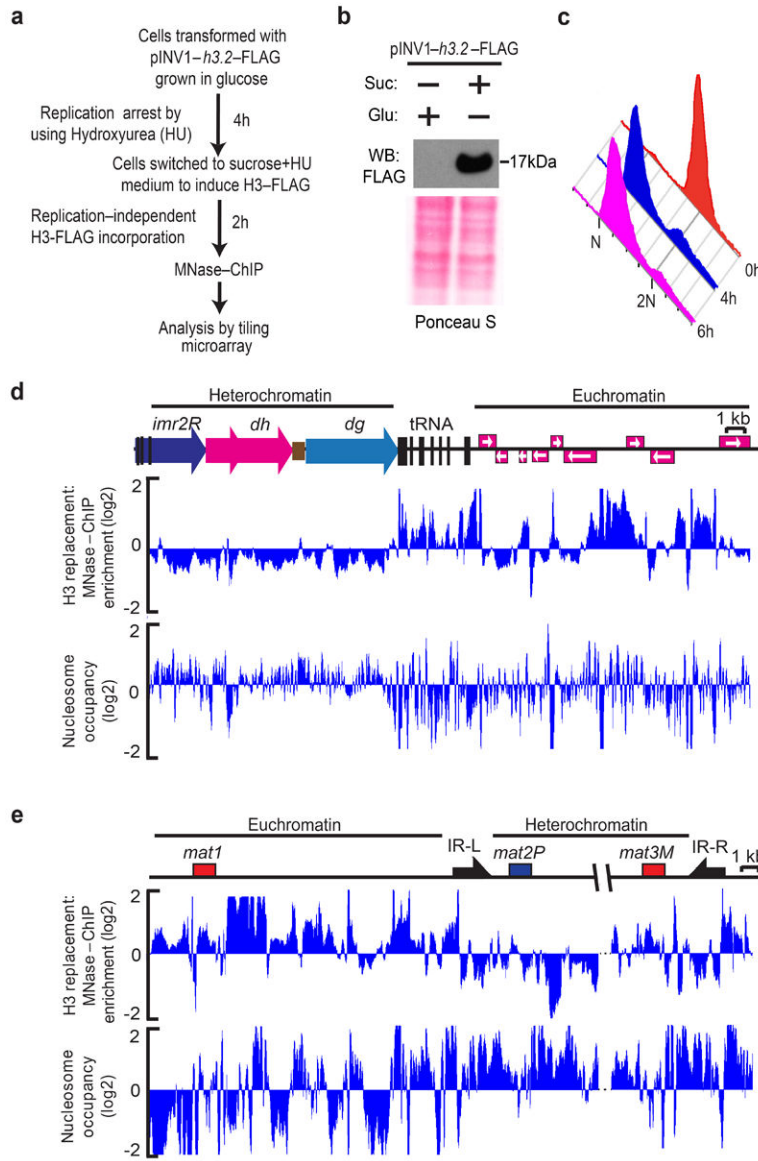 a
Cells transformed with
pINV1–h3.2–FLAG
grown in glucose
Replication arrest by
using Hydroxyurea (HU)
4h
Cells switched to sucrose+HU
medium to induce H3–FLAG
Replication–independent
H3-FLAG incorporation
2h
MNase–ChIP
Analysis by tiling
microarray
b
pINV1–h3.2–FLAG
Suc: − +
Glu: + −
WB:
FLAG
–17kDa
Ponceau S
c
N
2N
0h
4h
6h
d
Heterochromatin
Euchromatin
imr2R
dh
dg
tRNA
1 kb
H3 replacement:
MNase–ChIP
enrichment (log2)
2
0
-2
Nucleosome
occupancy
(log2)
2
0
-2
e
Euchromatin
Heterochromatin
mat1
IR-L
mat2P
mat3M
IR-R
1 kb
H3 replacement:
MNase–ChIP
enrichment (log2)
2
0
-2
Nucleosome
occupancy
(log2)
2
0
-2